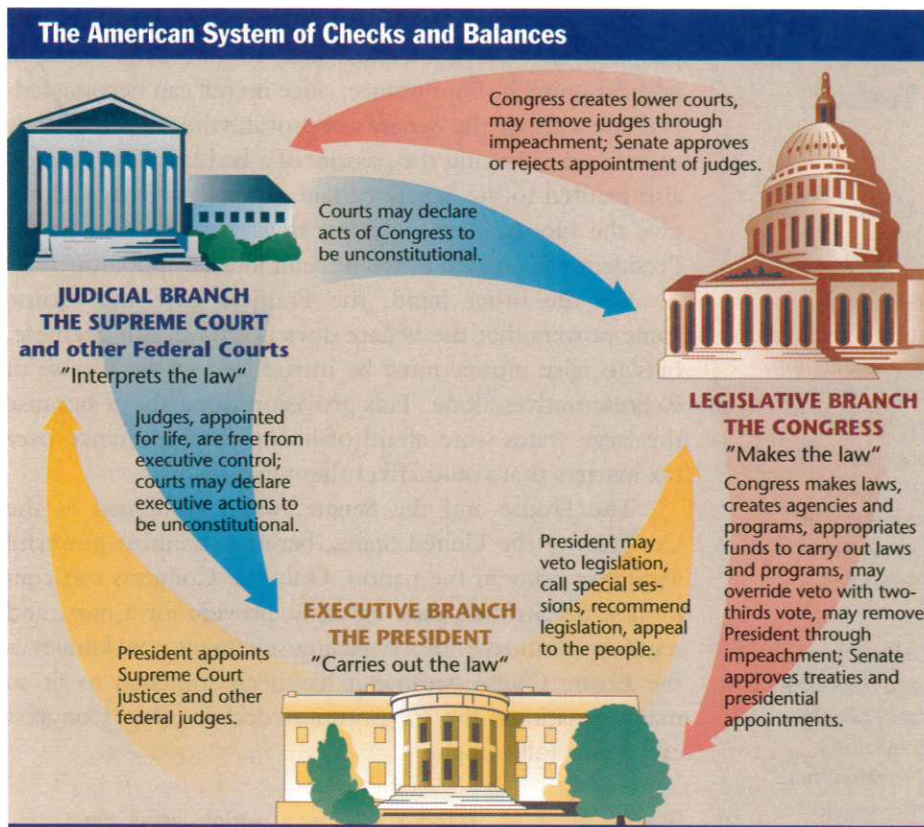 The American System of Checks and Balances
Congress creates lower courts,
may remove judges through
impeachment; Senate approves
or rejects appointment of judges.
Courts may declare
acts of Congress to
be unconstitutional.
JUDICIAL BRANCH
THE SUPREME COURT
and other Federal Courts
"Interprets the law"
LEGISLATIVE BRANCH
THE CONGRESS
"Makes the law"
Judges, appointed
for life, are free from
executive control;
courts may declare
executive actions to
be unconstitutional.
Congress makes laws,
creates agencies and
programs, appropriates
funds to carry out laws
and programs, may
override veto with two-
thirds vote, may remove
President through
impeachment; Senate
approves treaties and
presidential
appointments.
President may
veto legislation,
call special ses-
sions, recommend
legislation, appeal
to the people.
EXECUTIVE BRANCH
THE PRESIDENT
"Carries out the law"
President appoints
Supreme Court
justices and other
federal judges.